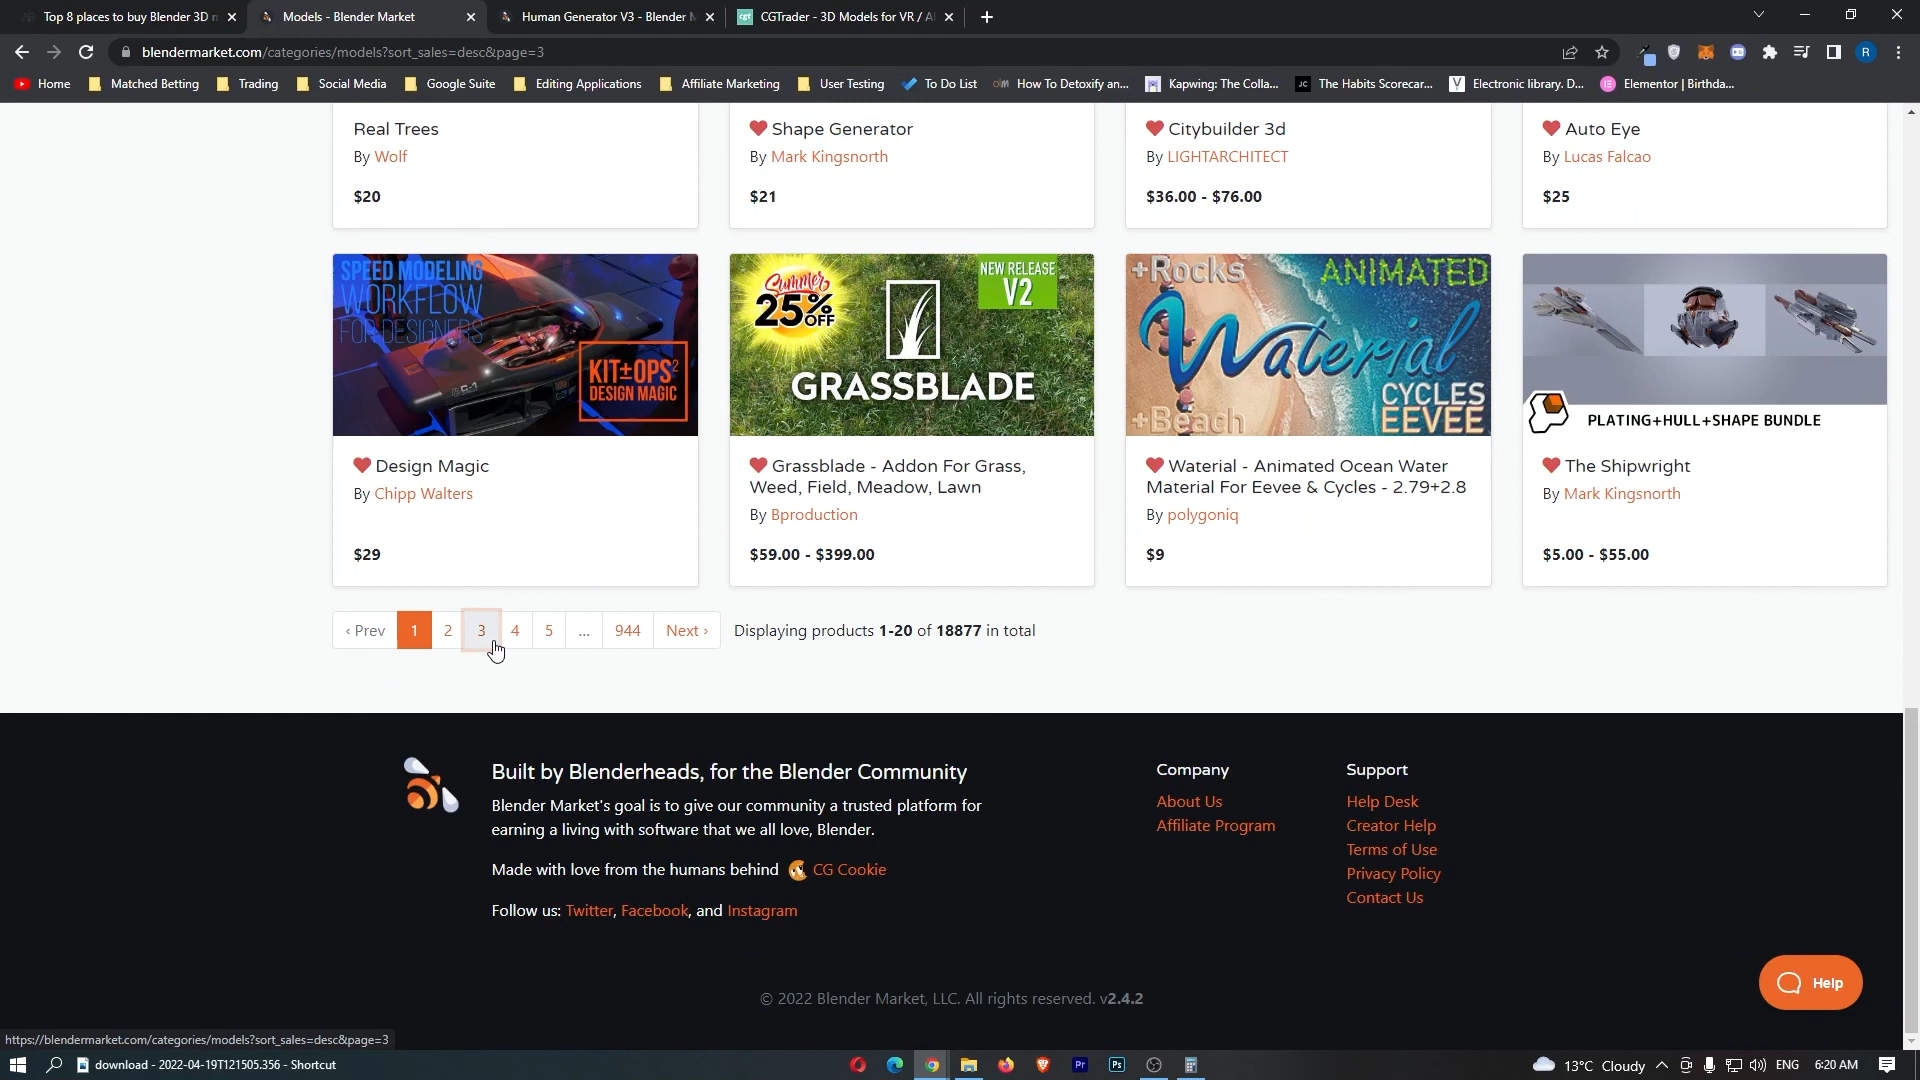 Top 8 places to buy Blender 3D m
Models - Blender Market
Human Generator V3 - Blender M
CGTrader - 3D Models for VR / A
blendermarket.com/categories/models?sort_sales=desc&page=3
Home
Matched Betting
Trading
Social Media
Google Suite
Editing Applications
Affiliate Marketing
User Testing
To Do List
How To Detoxify an...
Kapwing: The Colla...
JC The Habits Scorecar...
Electronic library. D...
Elementor | Birthda...
Real Trees
By Wolf
$20
Shape Generator
By Mark Kingsnorth
$21
Citybuilder 3d
By LIGHTARCHITECT
$36.00 - $76.00
Auto Eye
By Lucas Falcao
$25
SPEED MODELING
WORKFLOW
FOR DESIGNERS
KIT±OPS²
DESIGN MAGIC
Design Magic
By Chipp Walters
$29
Summer
25% OFF
NEW RELEASE
V2
GRASSBLADE
Grassblade - Addon For Grass,
Weed, Field, Meadow, Lawn
By Bproduction
$59.00 - $399.00
+Rocks
ANIMATED
Waterial
CYCLES
EEVEE
+Beach
Waterial - Animated Ocean Water
Material For Eevee & Cycles - 2.79+2.8
By polygoniq
$9
PLATING+HULL+SHAPE BUNDLE
The Shipwright
By Mark Kingsnorth
$5.00 - $55.00
‹ Prev 1 2 3 4 5 ... 944 Next ›
Displaying products 1-20 of 18877 in total
Built by Blenderheads, for the Blender Community
Blender Market's goal is to give our community a trusted platform for
earning a living with software that we all love, Blender.
Made with love from the humans behind CG Cookie
Follow us: Twitter, Facebook, and Instagram
Company
About Us
Affiliate Program
Support
Help Desk
Creator Help
Terms of Use
Privacy Policy
Contact Us
© 2022 Blender Market, LLC. All rights reserved. v2.4.2
Help
https://blendermarket.com/categories/models?sort_sales=desc&page=3
download - 2022-04-19T121505.356 - Shortcut
Pr
Ps
13°C Cloudy
ENG
6:20 AM